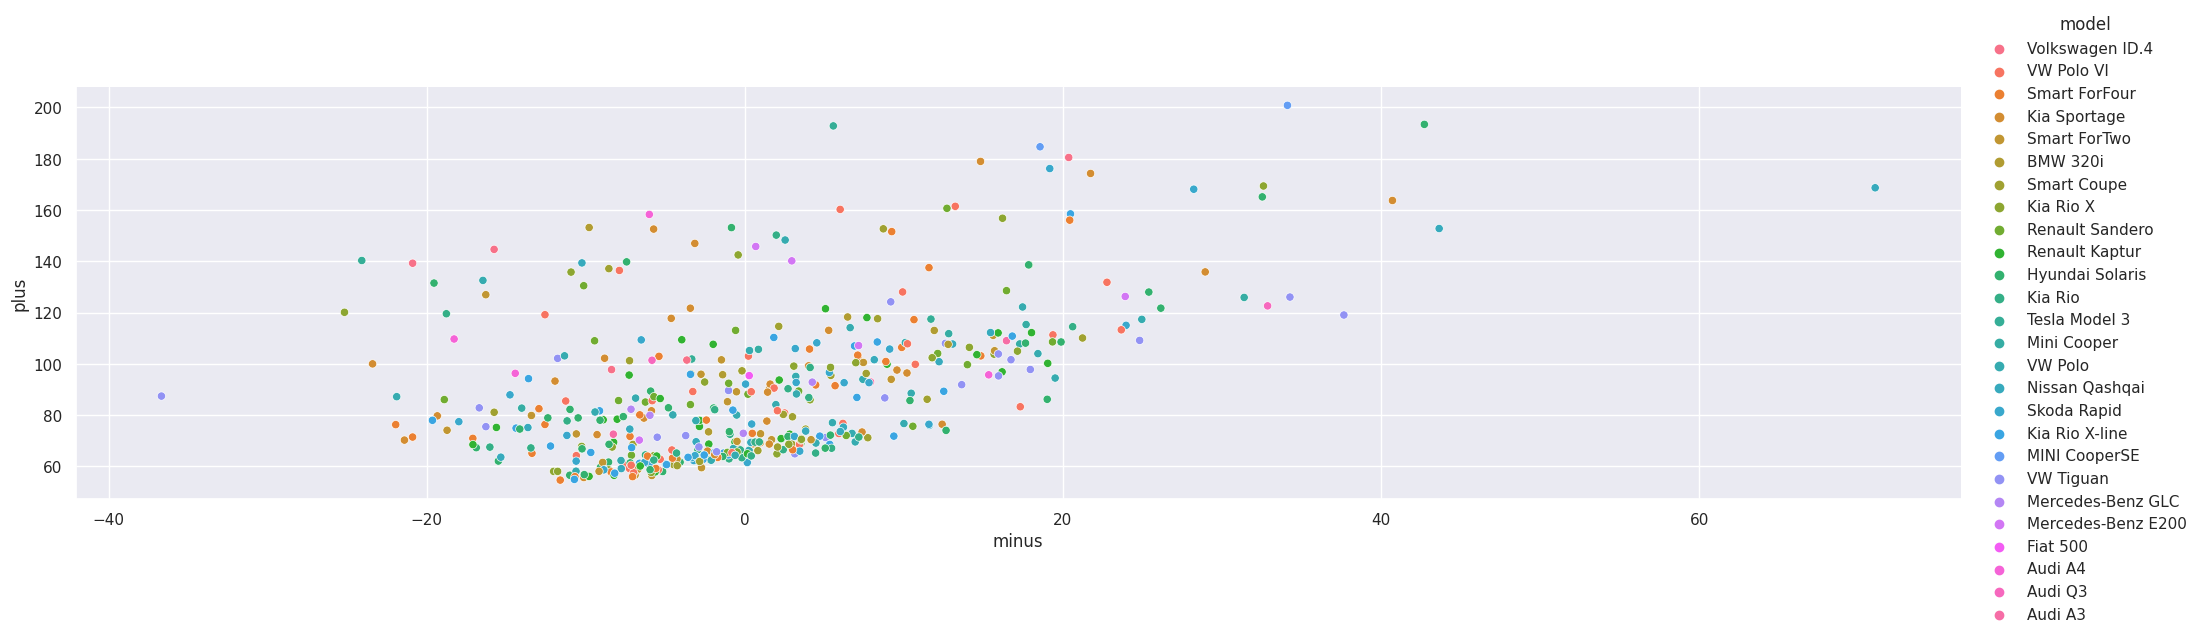 model
Volkswagen ID.4
VW Polo VI
Smart ForFour
Kia Sportage
Smart ForTwo
BMW 320i
Smart Coupe
Kia Rio X
Renault Sandero
Renault Kaptur
Hyundai Solaris
Kia Rio
Tesla Model 3
Mini Cooper
VW Polo
Nissan Qashqai
Skoda Rapid
Kia Rio X-line
MINI CooperSE
VW Tiguan
Mercedes-Benz GLC
Mercedes-Benz E200
Fiat 500
Audi A4
Audi Q3
Audi A3
plus
200
180
160
140
120
100
80
60
−40 −20 0 20 40 60
minus